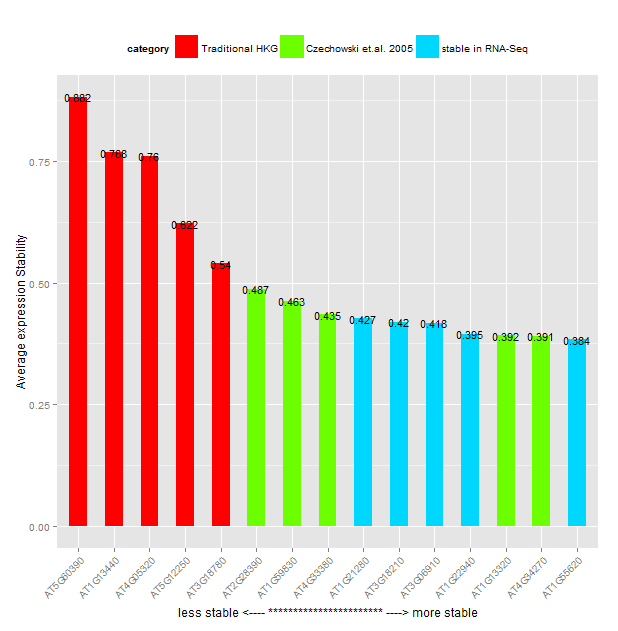 category Traditional HKG Czechowski et.al. 2005 stable in RNA-Seq
Average expression Stability
0.75
0.50
0.25
0.00
0.882
0.768
0.76
0.622
0.54
0.487
0.463
0.435
0.427
0.42
0.418
0.395
0.392
0.391
0.384
AT5G60390
AT1G13440
AT4G05320
AT5G12250
AT3G18780
AT2G28390
AT1G59830
AT4G33380
AT1G21280
AT3G18210
AT3G06910
AT1G22940
AT1G13320
AT4G34270
AT1G55620
less stable <---- *********************** ----> more stable